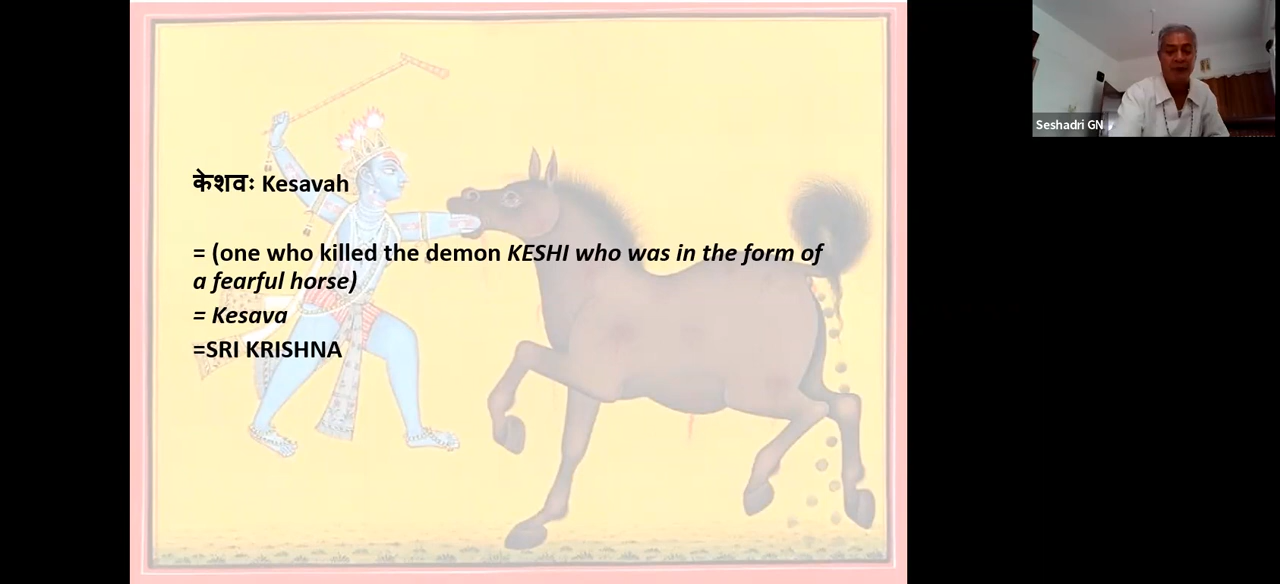 केशवः Kesavah
= (one who killed the demon KESHI who was in the form of
a fearful horse)
= Kesava
=SRI KRISHNA
Seshadri GN